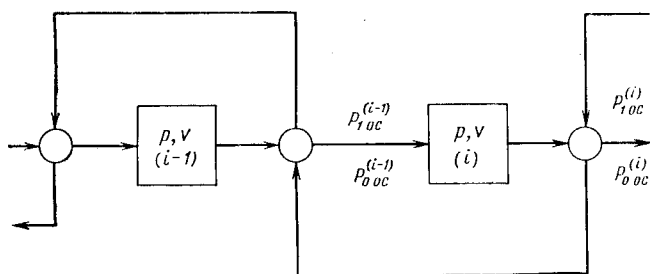 p, v
(i-1)
p_{1 oc}^{(i-1)}
p_{0 oc}^{(i-1)}
p, v
(i)
p_{1 oc}^{(i)}
p_{0 oc}^{(i)}